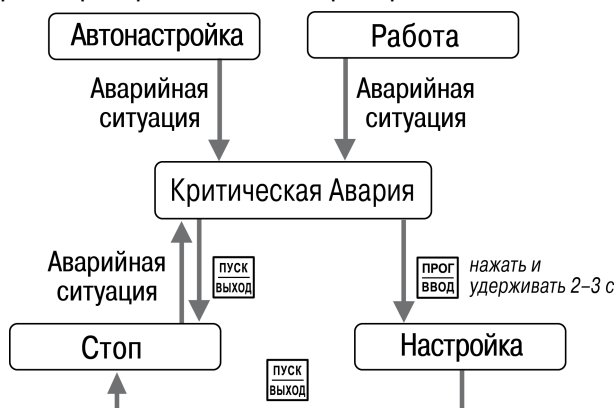 Автонастройка
Работа
Аварийная
ситуация
Аварийная
ситуация
Критическая Авария
Аварийная
ситуация
ПУСК
ВЫХОД
ПРОГ
ВВОД
нажать и
удерживать 2–3 с
Стоп
Настройка
ПУСК
ВЫХОД